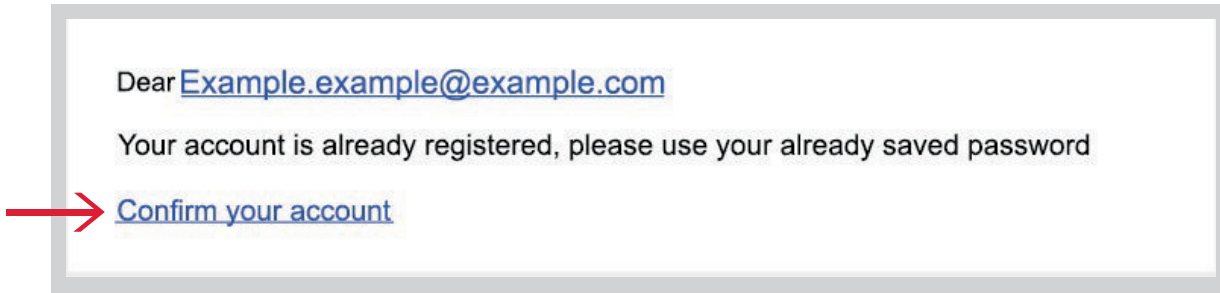 Dear Example.example@example.com
Your account is already registered, please use your already saved password
Confirm your account